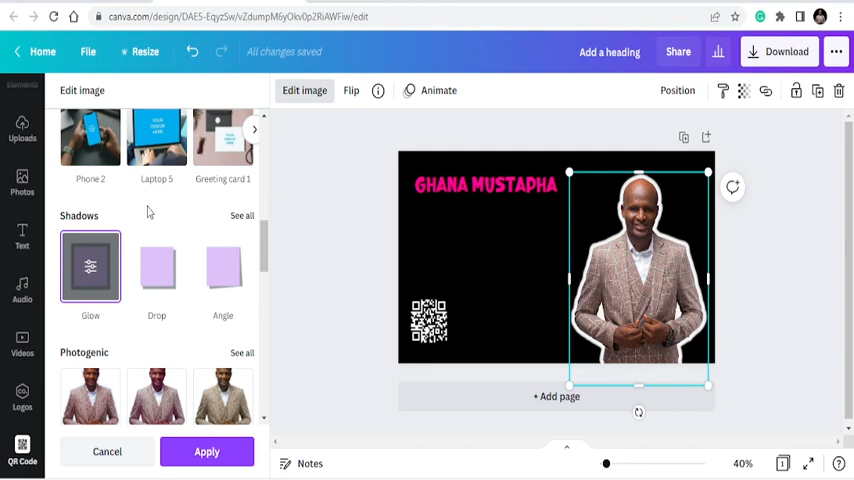 canva.com/design/DAE5-EqyzSw/vZdumpM6yOkv0p2RiAWFiw/edit
Home File Resize All changes saved Add a heading Share Download
Elements
Uploads
Photos
Text
Audio
Videos
Logos
QR Code
Edit image
Phone 2 Laptop 5 Greeting card 1
Shadows See all
Glow Drop Angle
Photogenic See all
Cancel Apply
Edit image Flip Animate Position
GHANA MUSTAPHA
+ Add page
Notes 40% 1